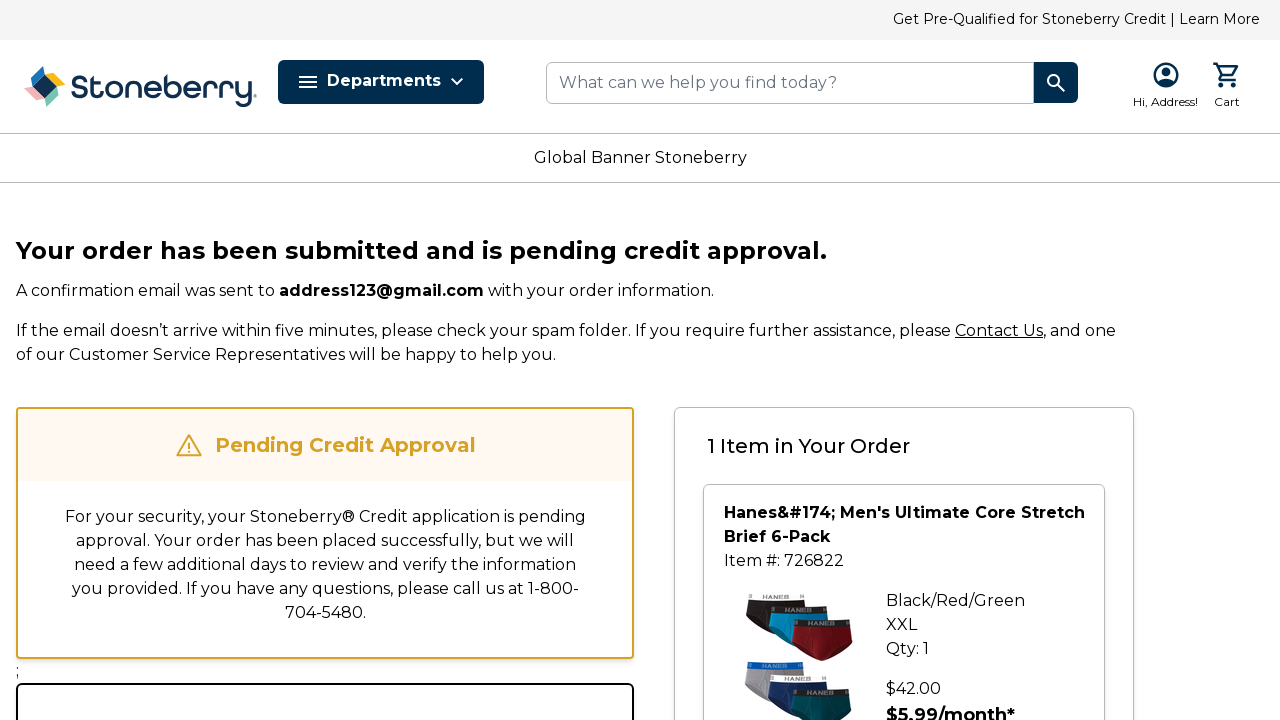 Get Pre-Qualified for Stoneberry Credit | Learn More
Stoneberry
Departments
What can we help you find today?
Hi, Address!
Cart
Global Banner Stoneberry
Your order has been submitted and is pending credit approval.
A confirmation email was sent to address123@gmail.com with your order information.
If the email doesn’t arrive within five minutes, please check your spam folder. If you require further assistance, please Contact Us, and one
of our Customer Service Representatives will be happy to help you.
Pending Credit Approval
For your security, your Stoneberry® Credit application is pending
approval. Your order has been placed successfully, but we will
need a few additional days to review and verify the information
you provided. If you have any questions, please call us at 1-800-
704-5480.
;
1 Item in Your Order
Hanes&#174; Men's Ultimate Core Stretch
Brief 6-Pack
Item #: 726822
HANES
HANES
HANES
HANES
HANES
HANES
Black/Red/Green
XXL
Qty: 1
$42.00
$5.99/month*